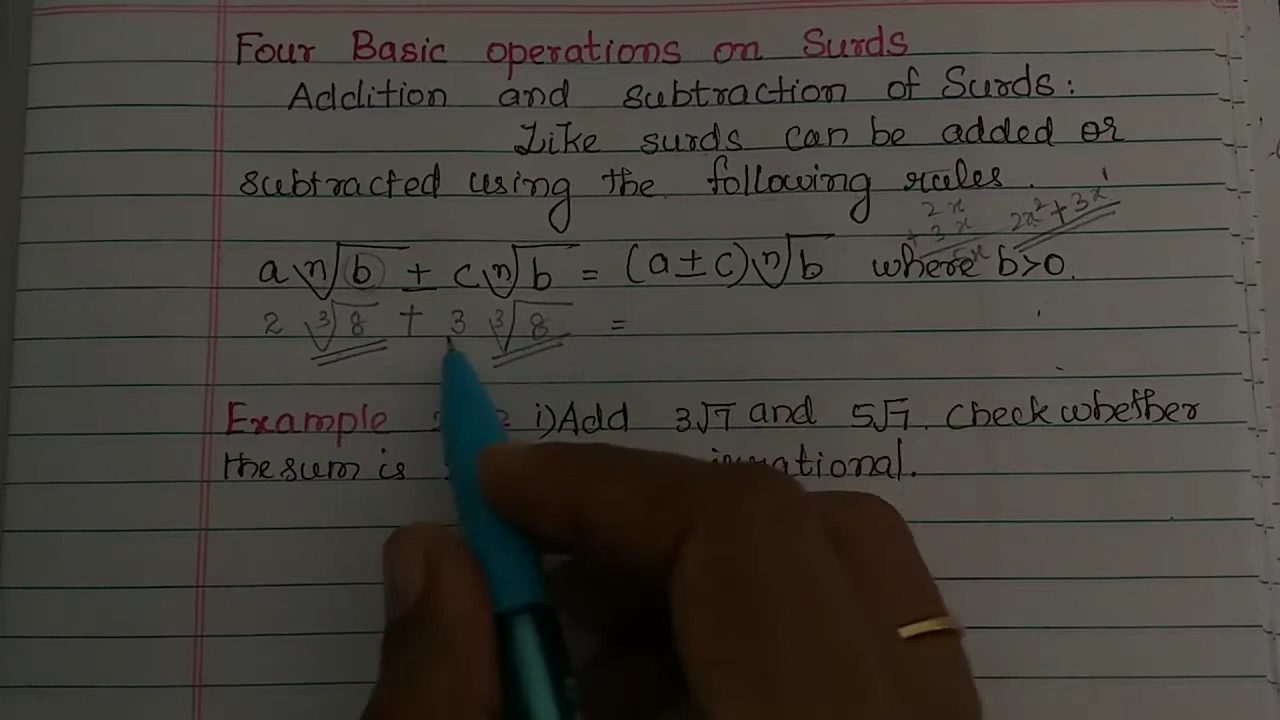 Four Basic operations on Surds
Addition and subtraction of Surds:
Like surds can be added or
subtracted using the following rules.
2x
+ 3x
2x² + 3x
a ⁿ√b ± c ⁿ√b = (a ± c) ⁿ√b where b>0.
2 ³√8 + 3 ³√8 =
Example i) Add 3√7 and 5√7. Check whether
the sum is irrational.